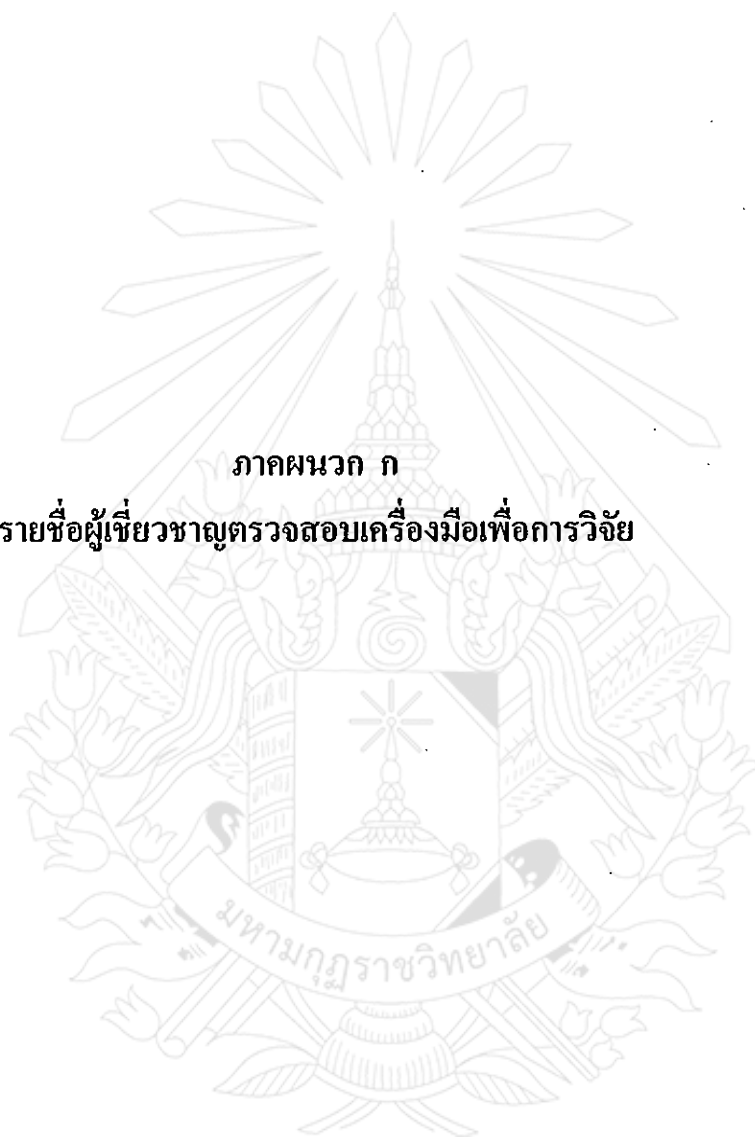 ภาคผนวก ก
รายชื่อผู้เชี่ยวชาญตรวจสอบเครื่องมือเพื่อการวิจัย
มหามกุฏราชวิทยาลัย